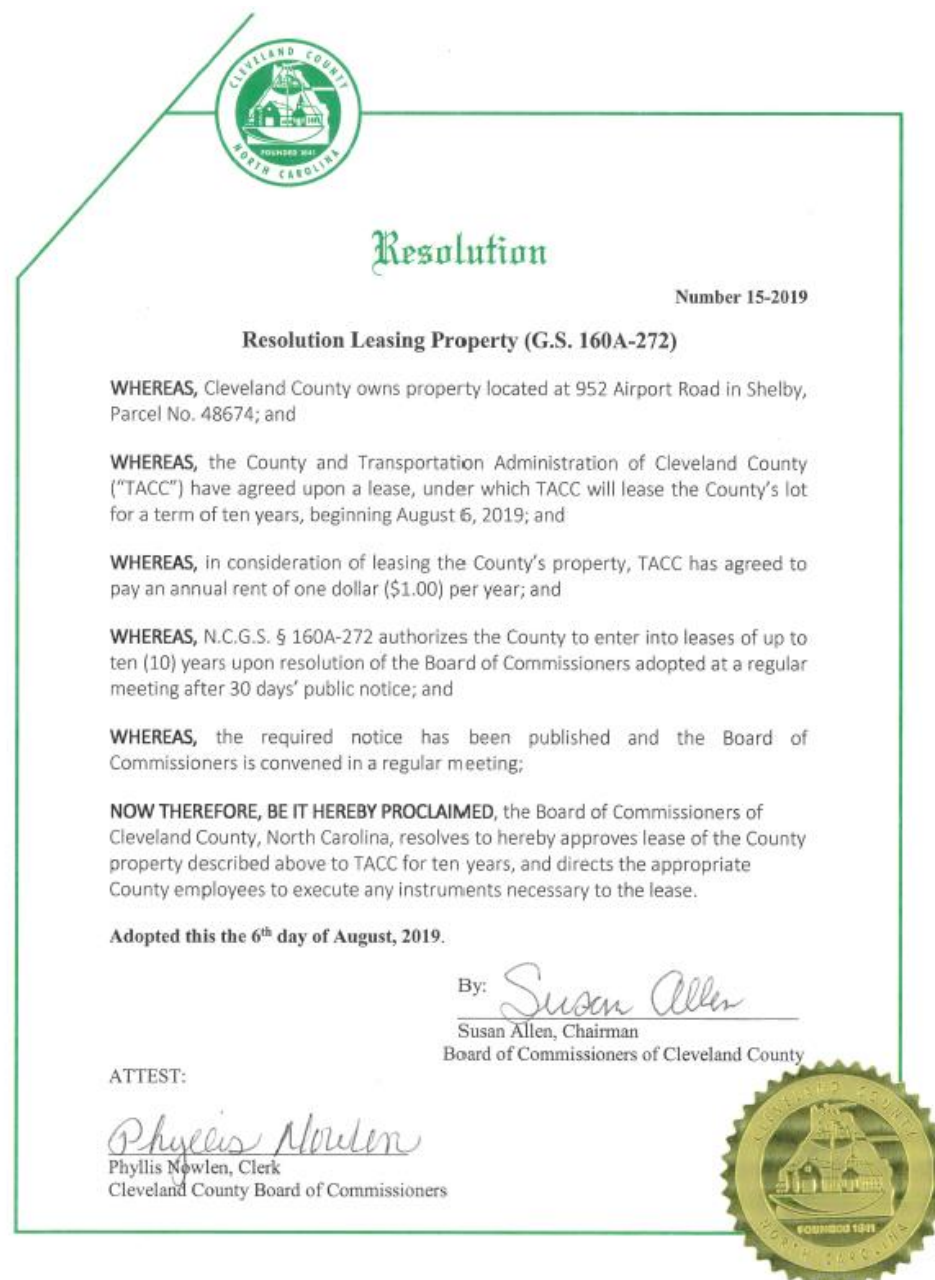 CLEVELAND COUNTY
FOUNDED 1841
NORTH CAROLINA
Resolution
Number 15-2019
Resolution Leasing Property (G.S. 160A-272)
WHEREAS, Cleveland County owns property located at 952 Airport Road in Shelby,
Parcel No. 48674; and
WHEREAS, the County and Transportation Administration of Cleveland County
("TACC") have agreed upon a lease, under which TACC will lease the County's lot
for a term of ten years, beginning August 6, 2019; and
WHEREAS, in consideration of leasing the County's property, TACC has agreed to
pay an annual rent of one dollar ($1.00) per year; and
WHEREAS, N.C.G.S. § 160A-272 authorizes the County to enter into leases of up to
ten (10) years upon resolution of the Board of Commissioners adopted at a regular
meeting after 30 days' public notice; and
WHEREAS, the required notice has been published and the Board of
Commissioners is convened in a regular meeting;
NOW THEREFORE, BE IT HEREBY PROCLAIMED, the Board of Commissioners of
Cleveland County, North Carolina, resolves to hereby approves lease of the County
property described above to TACC for ten years, and directs the appropriate
County employees to execute any instruments necessary to the lease.
Adopted this the 6th day of August, 2019.
By: Susan Allen
Susan Allen, Chairman
Board of Commissioners of Cleveland County
ATTEST:
Phyllis Nowlen
Phyllis Nowlen, Clerk
Cleveland County Board of Commissioners
CLEVELAND COUNTY
FOUNDED 1841
NORTH CAROLINA